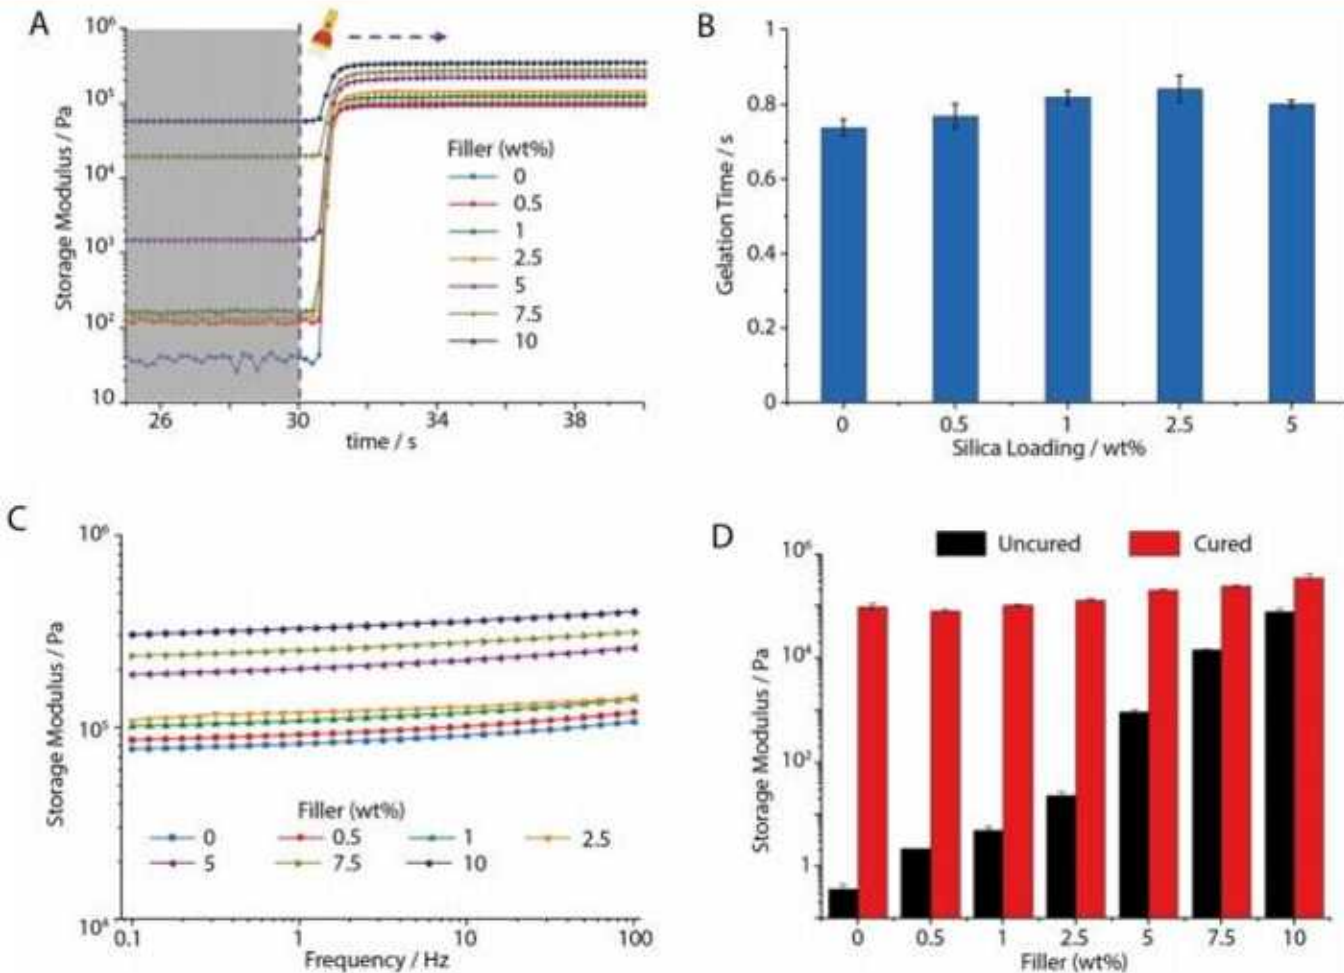 A
10⁶
10⁵
10⁴
10³
10²
10
Storage Modulus / Pa
26 30 34 38
time / s
Filler (wt%)
0
0.5
1
2.5
5
7.5
10
B
1
0.8
0.6
0.4
0.2
0
Gelation Time / s
0 0.5 1 2.5 5
Silica Loading / wt%
C
10⁶
10⁵
10⁴
Storage Modulus / Pa
Filler (wt%)
0 0.5 1 2.5
5 7.5 10
0.1 1 10 100
Frequency / Hz
D
Uncured Cured
10⁶
10⁴
10²
1
Storage Modulus / Pa
0 0.5 1 2.5 5 7.5 10
Filler (wt%)